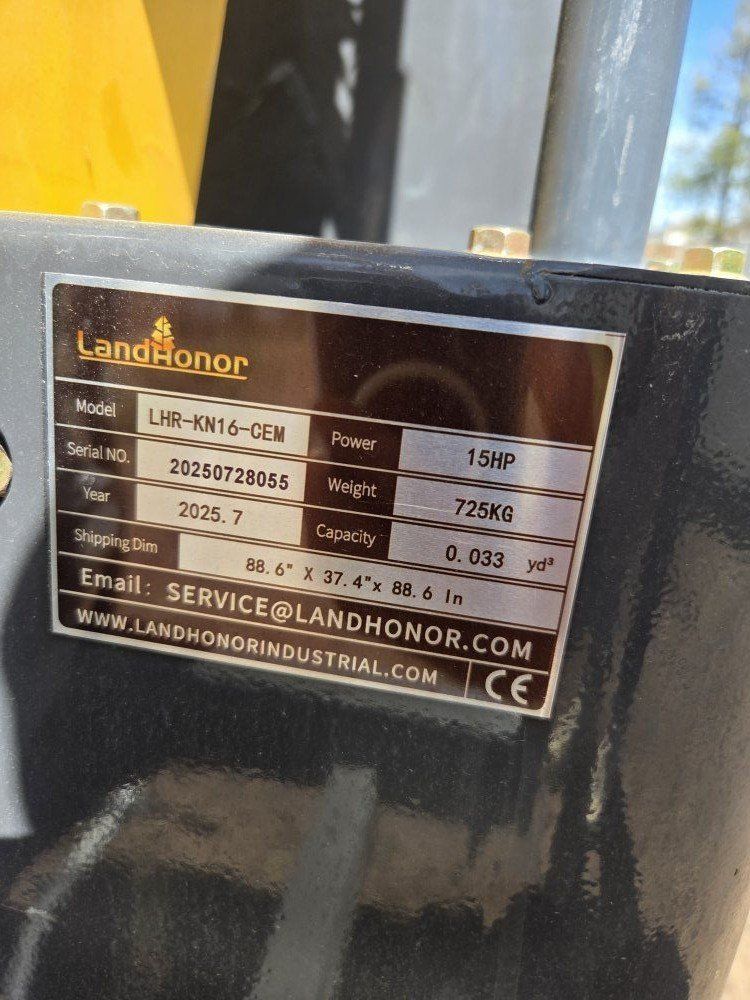 LandHonor
Model LHR-KN16-CEM Power 15HP
Serial NO. 20250728055 Weight 725KG
Year 2025.7 Capacity 0.033 yd³
Shipping Dim 88.6" X 37.4"x 88.6 In
Email: SERVICE@LANDHONOR.COM
WWW.LANDHONORINDUSTRIAL.COM CE